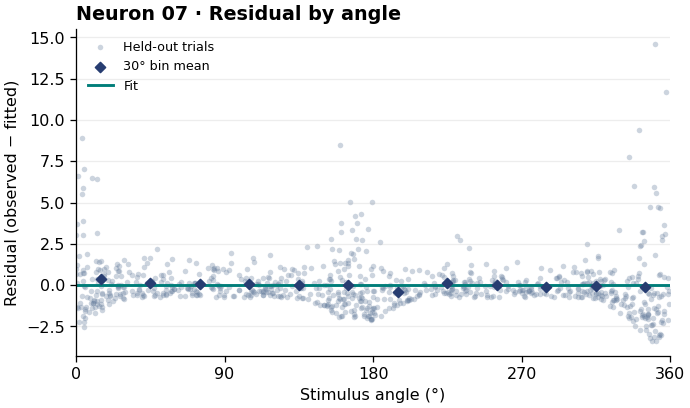 Neuron 07 · Residual by angle
Residual (observed − fitted)
15.0
12.5
10.0
7.5
5.0
2.5
0.0
−2.5
Held-out trials
30° bin mean
Fit
0 90 180 270 360
Stimulus angle (°)